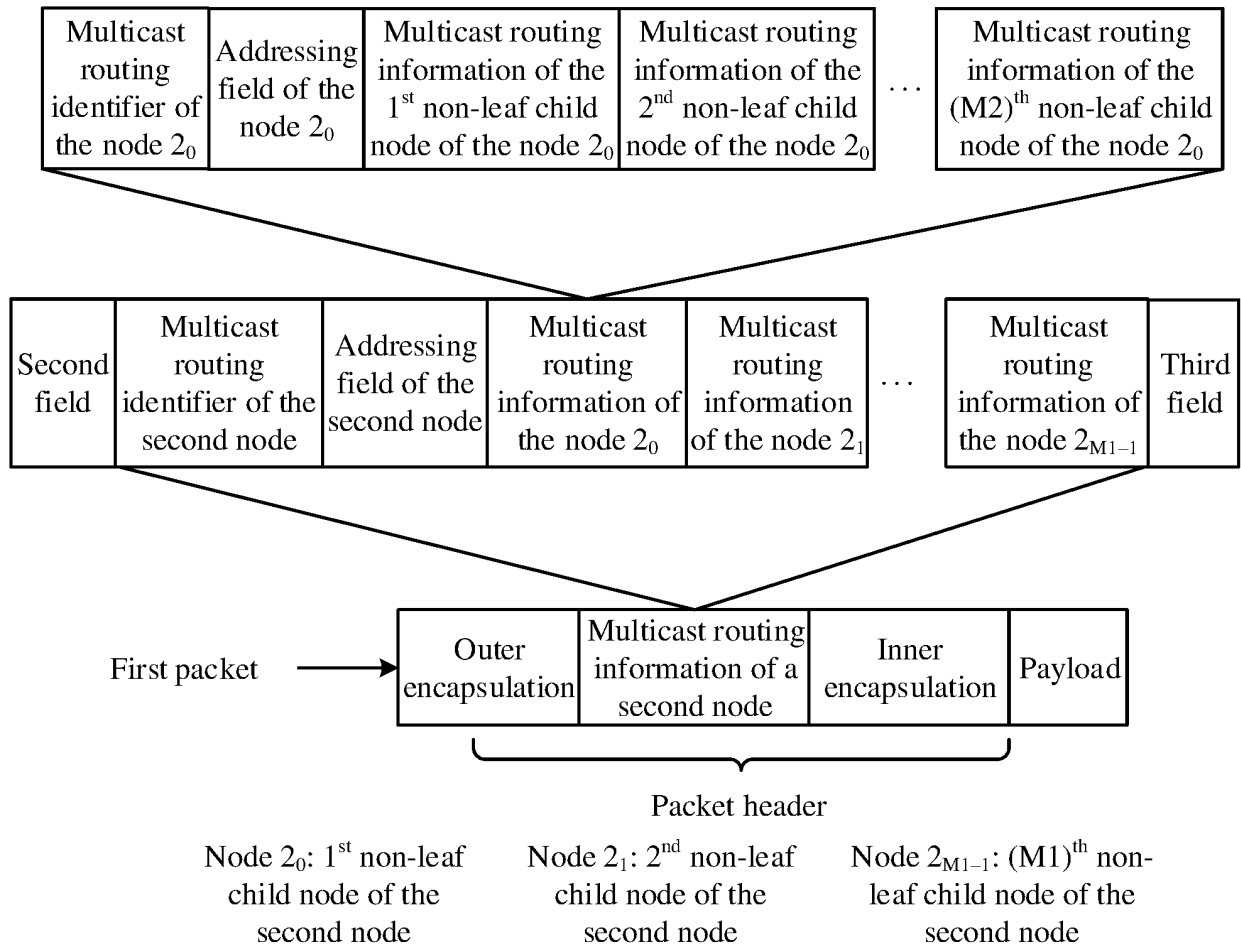 Multicast
routing
identifier of
the node 2₀
Addressing
field of the
node 2₀
Multicast routing
information of the
1ˢᵗ non-leaf child
node of the node 2₀
Multicast routing
information of the
2ⁿᵈ non-leaf child
node of the node 2₀
...
Multicast routing
information of the
(M2)ᵗʰ non-leaf child
node of the node 2₀
Second
field
Multicast
routing
identifier of the
second node
Addressing
field of the
second node
Multicast
routing
information of
the node 2₀
Multicast
routing
information
of the node 2₁
...
Multicast
routing
information of
the node 2M1−1
Third
field
First packet
Outer
encapsulation
Multicast routing
information of a
second node
Inner
encapsulation
Payload
Packet header
Node 2₀: 1ˢᵗ non-leaf
child node of the
second node
Node 2₁: 2ⁿᵈ non-leaf
child node of the
second node
Node 2M1−1: (M1)ᵗʰ non-
leaf child node of the
second node